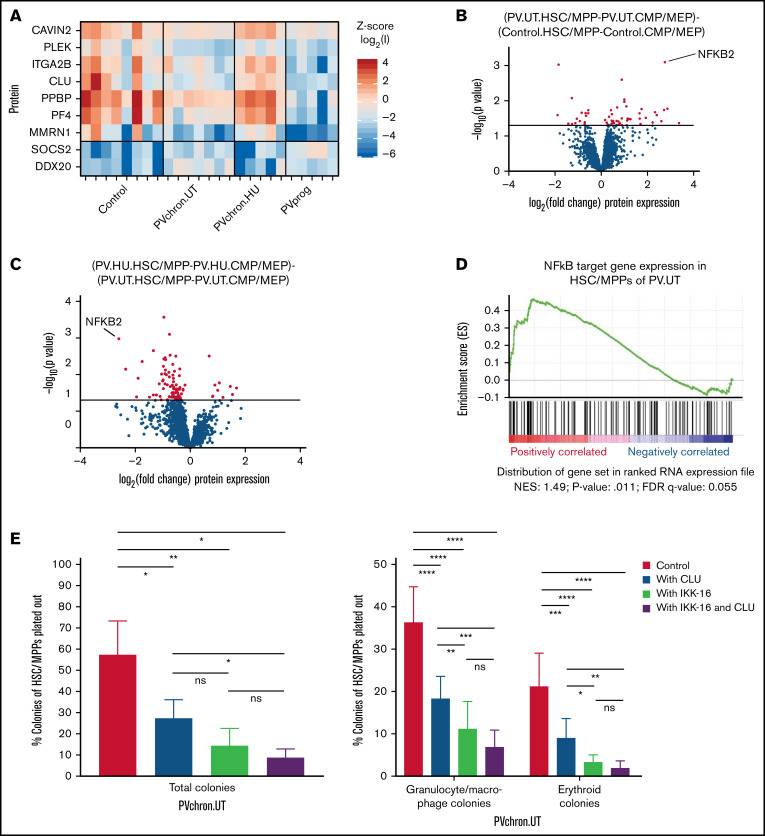 A
Z-score
log2(I)
Protein
CAVIN2
PLEK
ITGA2B
CLU
PPBP
PF4
MMRN1
SOCS2
DDX20
4
2
0
−2
−4
−6
Control
PVchron.UT
PVchron.HU
PVprog
B
(PV.UT.HSC/MPP-PV.UT.CMP/MEP)-
(Control.HSC/MPP-Control.CMP/MEP)
NFKB2
−log10(p value)
3
2
1
0
−4 −2 0 2 4
log2(fold change) protein expression
C
(PV.HU.HSC/MPP-PV.HU.CMP/MEP)-
(PV.UT.HSC/MPP-PV.UT.CMP/MEP)
NFKB2
−log10(p value)
4
3
2
1
0
−4 −2 0 2 4
log2(fold change) protein expression
D
NFkB target gene expression in
HSC/MPPs of PV.UT
Enrichment score (ES)
0.4
0.3
0.2
0.1
0.0
−0.1
Positively correlated Negatively correlated
Distribution of gene set in ranked RNA expression file
NES: 1.49; P-value: .011; FDR q-value: 0.055
E
% Colonies of HSC/MPPs plated out
100
90
80
70
60
50
40
30
20
10
0
*
**
*
*
ns
ns
Total colonies
PVchron.UT
% Colonies of HSC/MPPs plated out
50
40
30
20
10
0
****
****
****
***
**
ns
****
****
***
**
*
ns
Granulocyte/macro-
phage colonies
Erythroid
colonies
PVchron.UT
Control
With CLU
With IKK-16
With IKK-16 and CLU